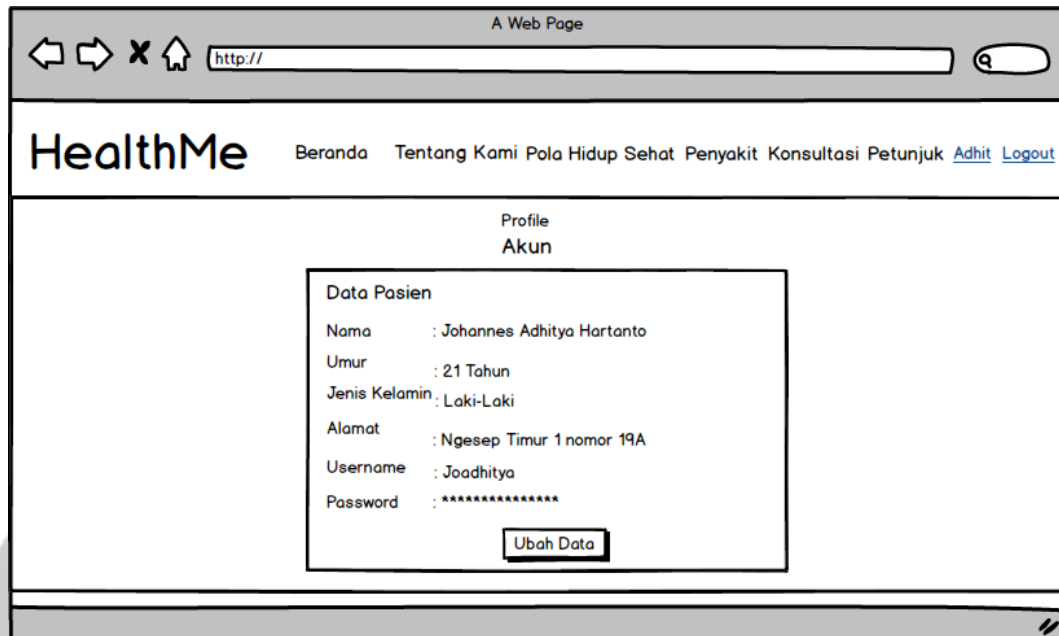 A Web Page
http://
HealthMe Beranda Tentang Kami Pola Hidup Sehat Penyakit Konsultasi Petunjuk Adhit Logout
Profile
Akun
Data Pasien
Nama : Johannes Adhitya Hartanto
Umur : 21 Tahun
Jenis Kelamin : Laki-Laki
Alamat : Ngesep Timur 1 nomor 19A
Username : Joadhitya
Password : ***************
Ubah Data